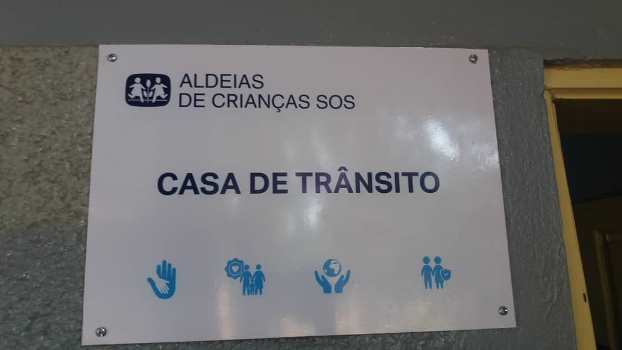 ALDEIAS
DE CRIANÇAS SOS
CASA DE TRÂNSITO